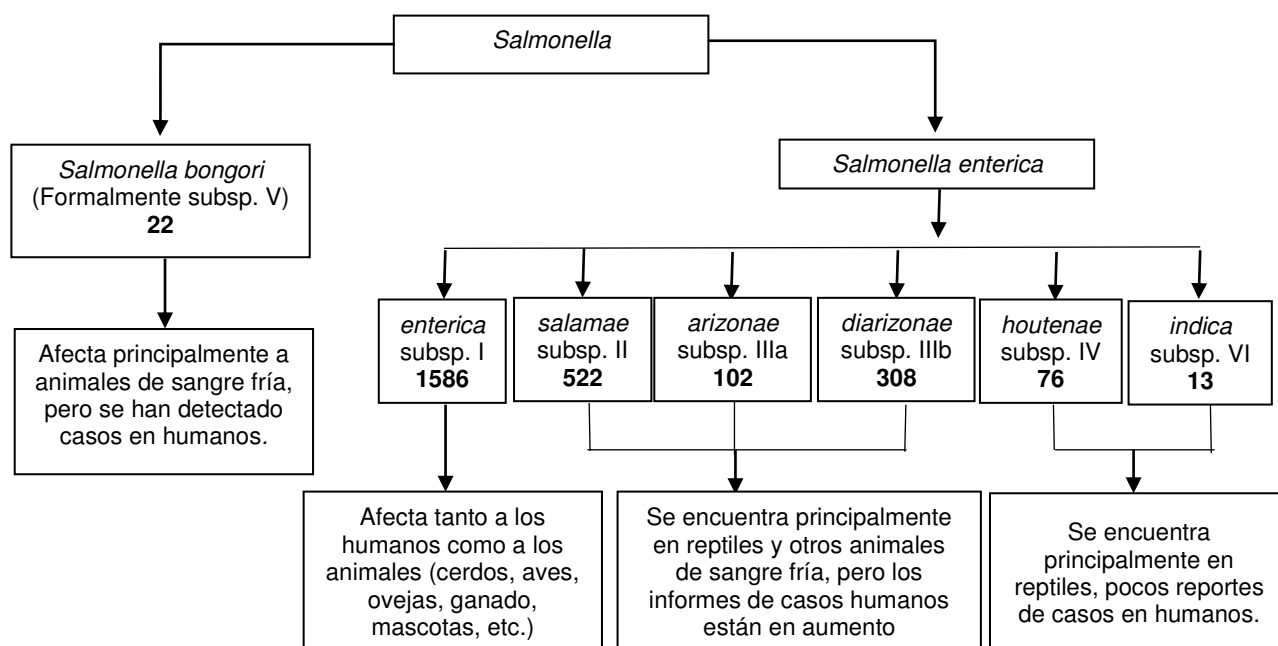 Salmonella
Salmonella bongori
(Formalmente subsp. V)
22
Salmonella enterica
enterica
subsp. I
1586
salamae
subsp. II
522
arizonae
subsp. IIIa
102
diarizonae
subsp. IIIb
308
houtenae
subsp. IV
76
indica
subsp. VI
13
Afecta principalmente a
animales de sangre fría,
pero se han detectado
casos en humanos.
Afecta tanto a los
humanos como a los
animales (cerdos, aves,
ovejas, ganado,
mascotas, etc.)
Se encuentra principalmente
en reptiles y otros animales
de sangre fría, pero los
informes de casos humanos
están en aumento
Se encuentra
principalmente en
reptiles, pocos reportes
de casos en humanos.